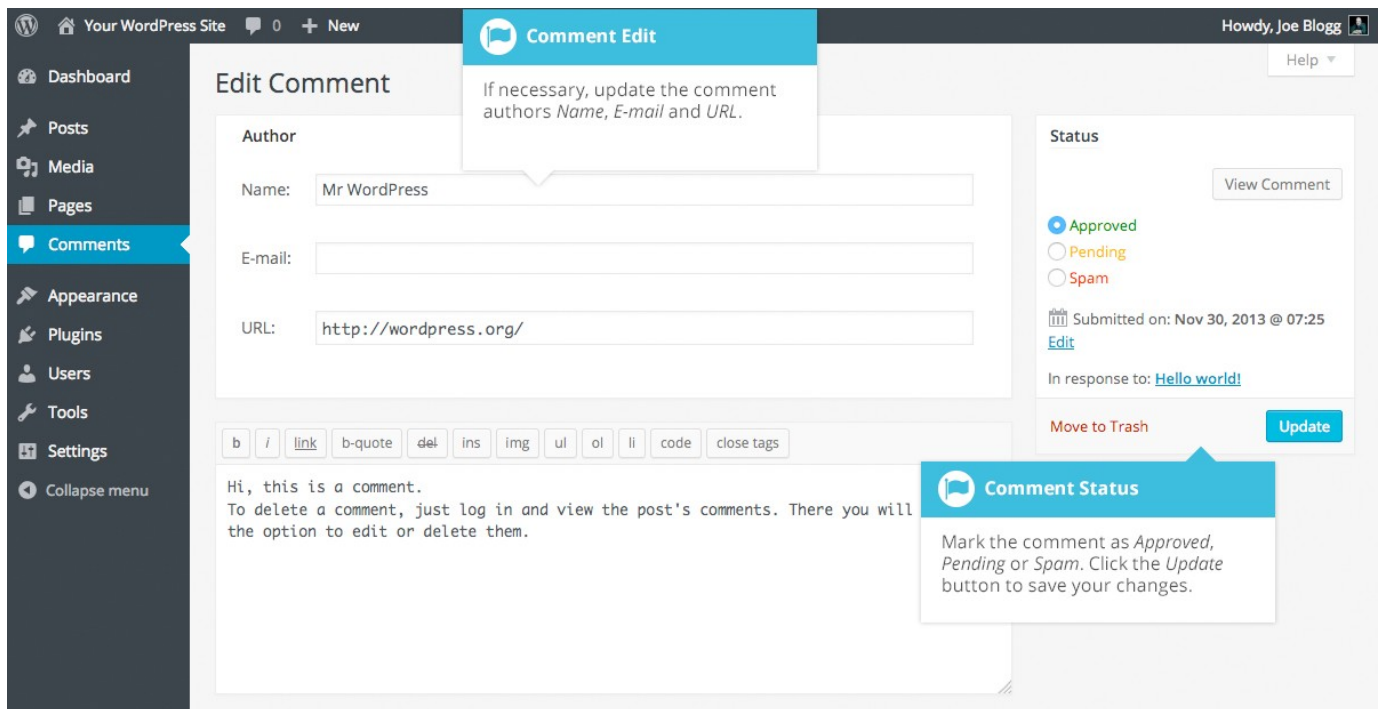 Your WordPress Site 0 + New
Howdy, Joe Blogg
Help
Dashboard
Posts
Media
Pages
Comments
Appearance
Plugins
Users
Tools
Settings
Collapse menu
Edit Comment
Comment Edit
If necessary, update the comment
authors Name, E-mail and URL.
Author
Name: Mr WordPress
E-mail:
URL: http://wordpress.org/
b i link b-quote del ins img ul ol li code close tags
Hi, this is a comment.
To delete a comment, just log in and view the post's comments. There you will
the option to edit or delete them.
Status
View Comment
Approved
Pending
Spam
Submitted on: Nov 30, 2013 @ 07:25
Edit
In response to: Hello world!
Move to Trash Update
Comment Status
Mark the comment as Approved,
Pending or Spam. Click the Update
button to save your changes.